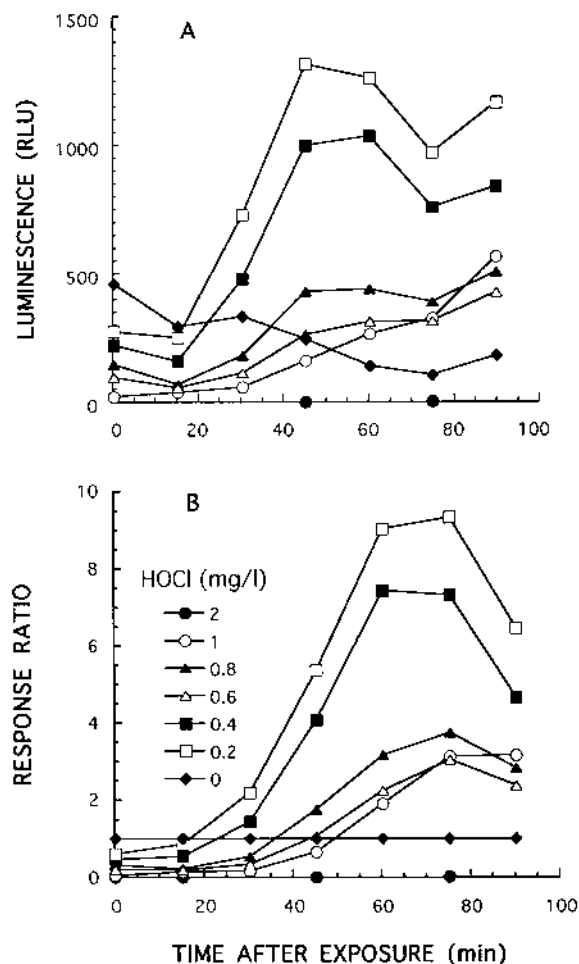 A
1500
1000
500
0
LUMINESCENCE (RLU)
0 20 40 60 80 100
B
10
8
6
4
2
0
RESPONSE RATIO
HOCl (mg/l)
2
1
0.8
0.6
0.4
0.2
0
0 20 40 60 80 100
TIME AFTER EXPOSURE (min)